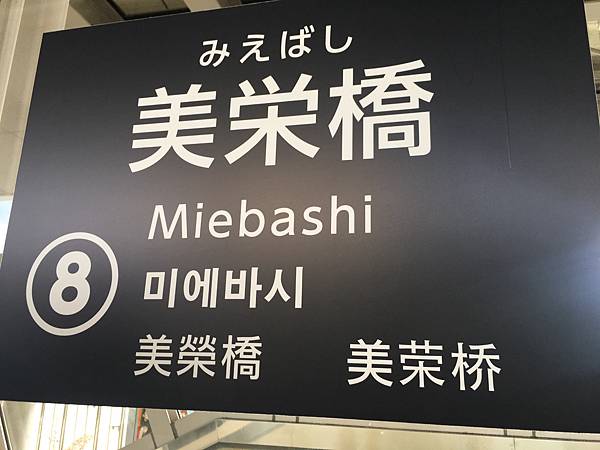 みえばし
美栄橋
Miebashi
8
미에바시
美榮橋 美荣桥